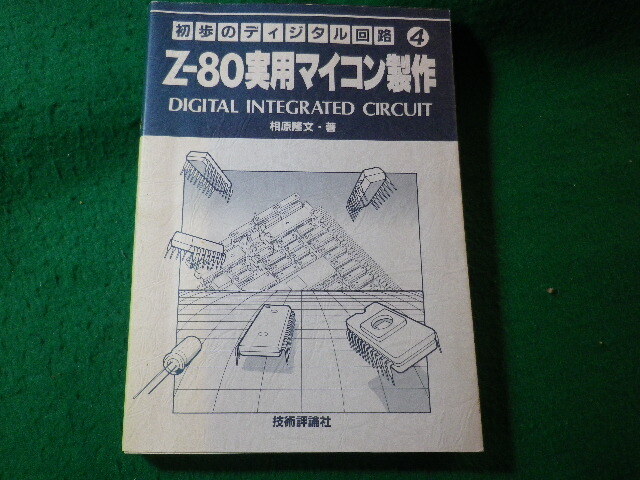 初歩のディジタル回路 4
Z-80実用マイコン製作
DIGITAL INTEGRATED CIRCUIT
相原隆文・著
技術評論社